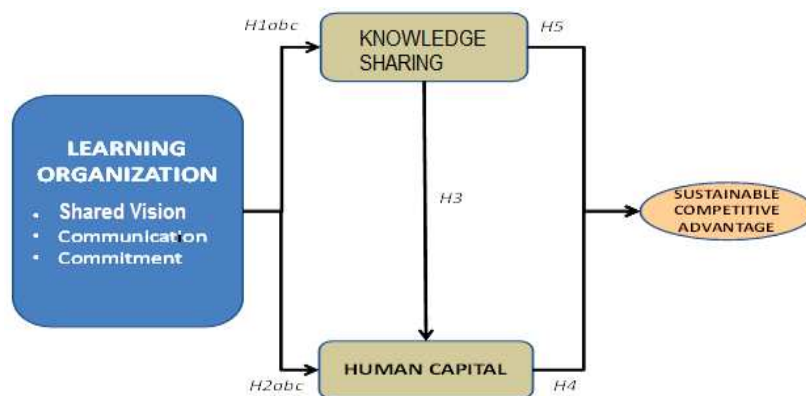 H1abc
KNOWLEDGE
SHARING
H5
LEARNING
ORGANIZATION
• Shared Vision
• Communication
• Commitment
H3
SUSTAINABLE
COMPETITIVE
ADVANTAGE
H2abc
HUMAN CAPITAL
H4